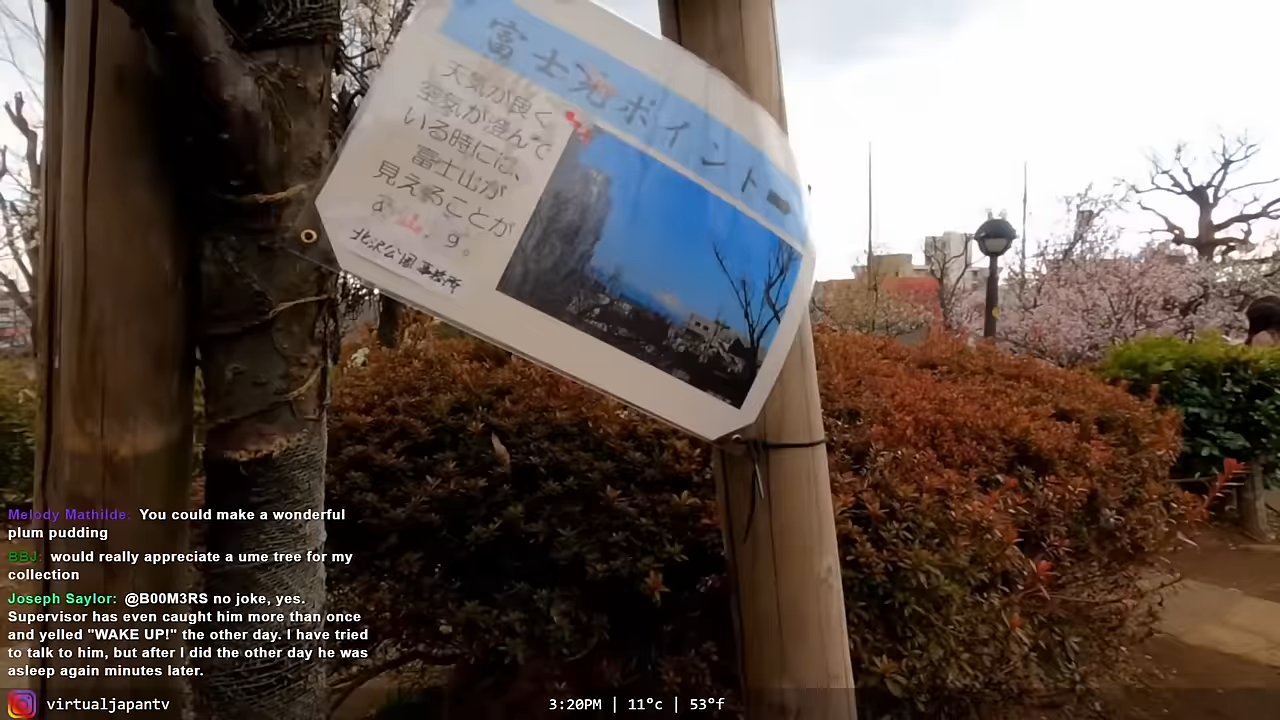 富士見ポイント➡
天気が良く
空気が澄んで
いる時には、
富士山が
見えることが
北沢公園事務所
Melody Mathilde: You could make a wonderful
plum pudding
BBJ: would really appreciate a ume tree for my
collection
Joseph Saylor: @B00M3RS no joke, yes.
Supervisor has even caught him more than once
and yelled "WAKE UP!" the other day. I have tried
to talk to him, but after I did the other day he was
asleep again minutes later.
virtualjapantv
3:20PM | 11°c | 53°f